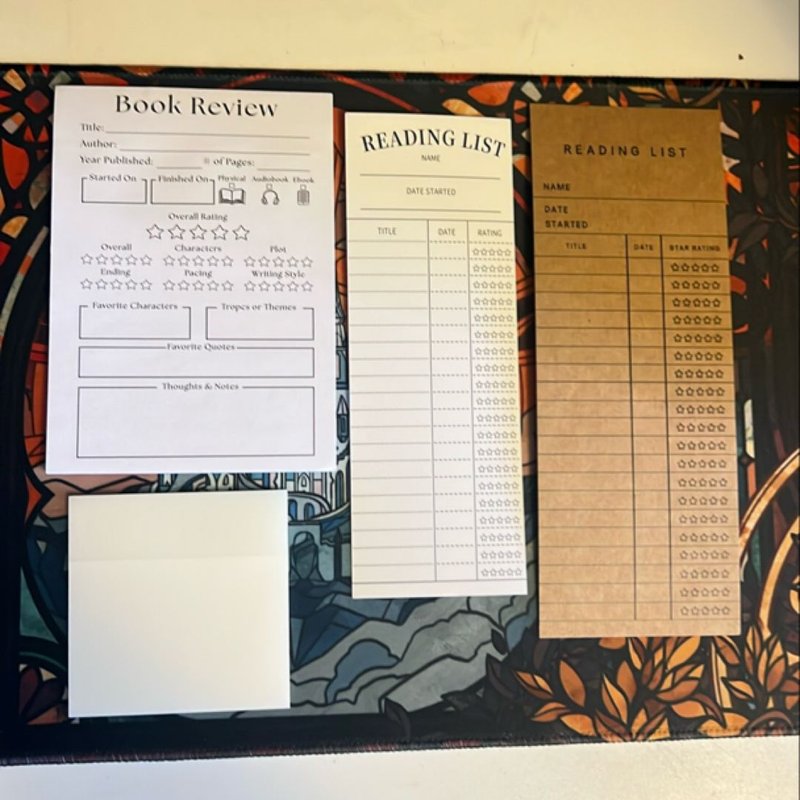 Book Review
Title:
Author:
Year Published: # of Pages:
Started On Finished On Physical Audiobook Ebook
Overall Rating
Overall Characters Plot
Ending Pacing Writing Style
Favorite Characters Tropes or Themes
Favorite Quotes
Thoughts & Notes
READING LIST
NAME
DATE STARTED
TITLE DATE RATING
READING LIST
NAME
DATE
STARTED
TITLE DATE STAR RATING